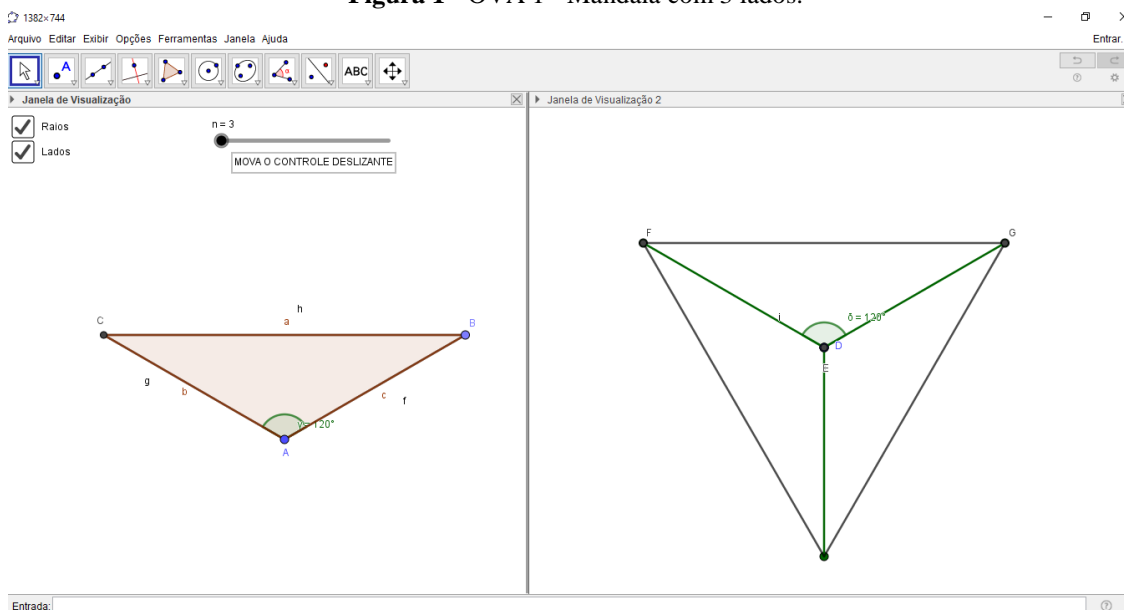 Figura 1 - OVA 1 - Mandala com 3 lados.
1382×744
Arquivo Editar Exibir Opções Ferramentas Janela Ajuda
Entrar.
A
α
ABC
Janela de Visualização
Janela de Visualização 2
Raios
Lados
n = 3
MOVA O CONTROLE DESLIZANTE
h
C
a
B
g
b
c
f
γ = 120°
A
F
G
i
δ = 120°
D
E
Entrada: